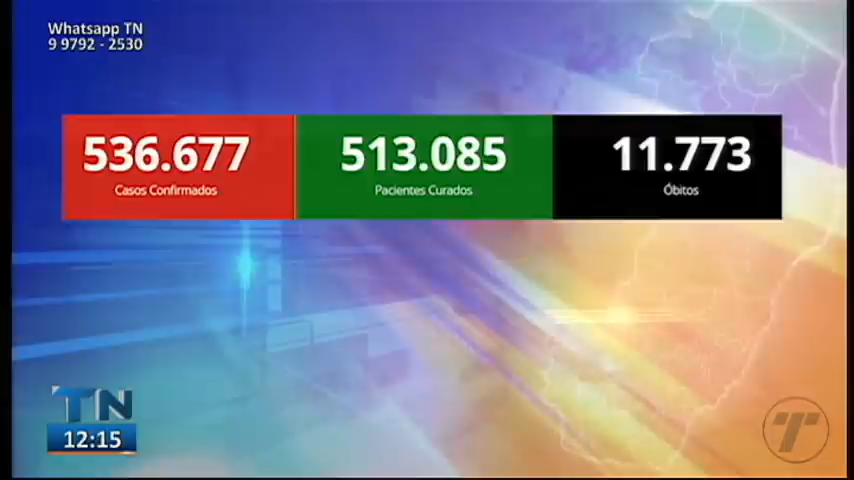 Whatsapp TN
9 9792 - 2530
536.677
Casos Confirmados
513.085
Pacientes Curados
11.773
Óbitos
TN
12:15
T